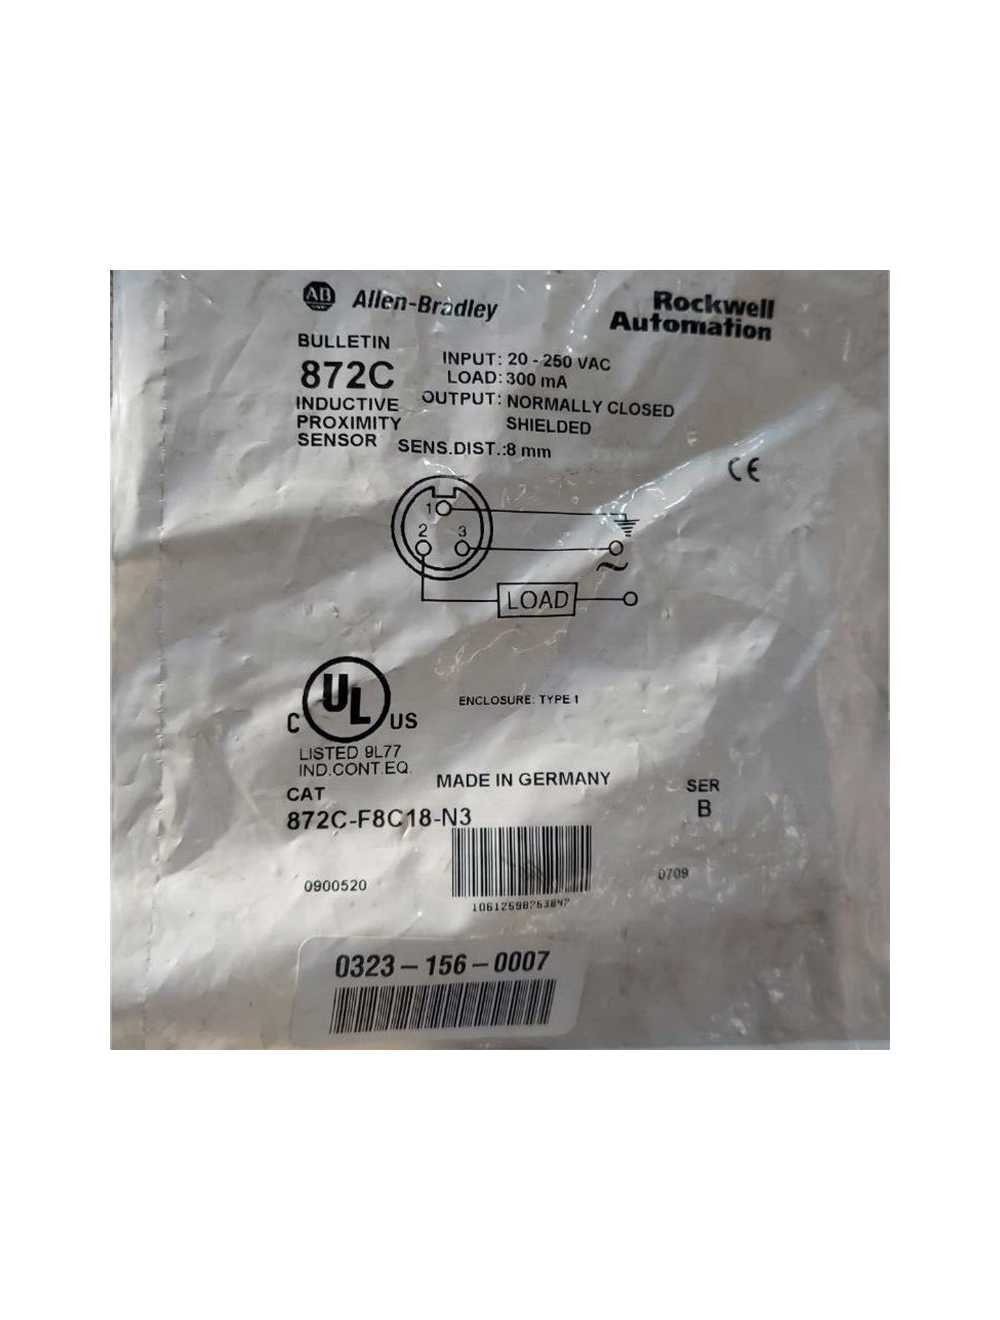 AB Allen-Bradley
Rockwell
Automation
BULLETIN
872C
INDUCTIVE
PROXIMITY
SENSOR
INPUT: 20 - 250 VAC
LOAD: 300 mA
OUTPUT: NORMALLY CLOSED
SHIELDED
SENS.DIST.:8 mm
CE
1
2 3
~
LOAD
C UL US
LISTED 9L77
IND.CONT.EQ.
ENCLOSURE: TYPE 1
MADE IN GERMANY
SER
B
CAT
872C-F8C18-N3
0900520
0709
0323-156-0007